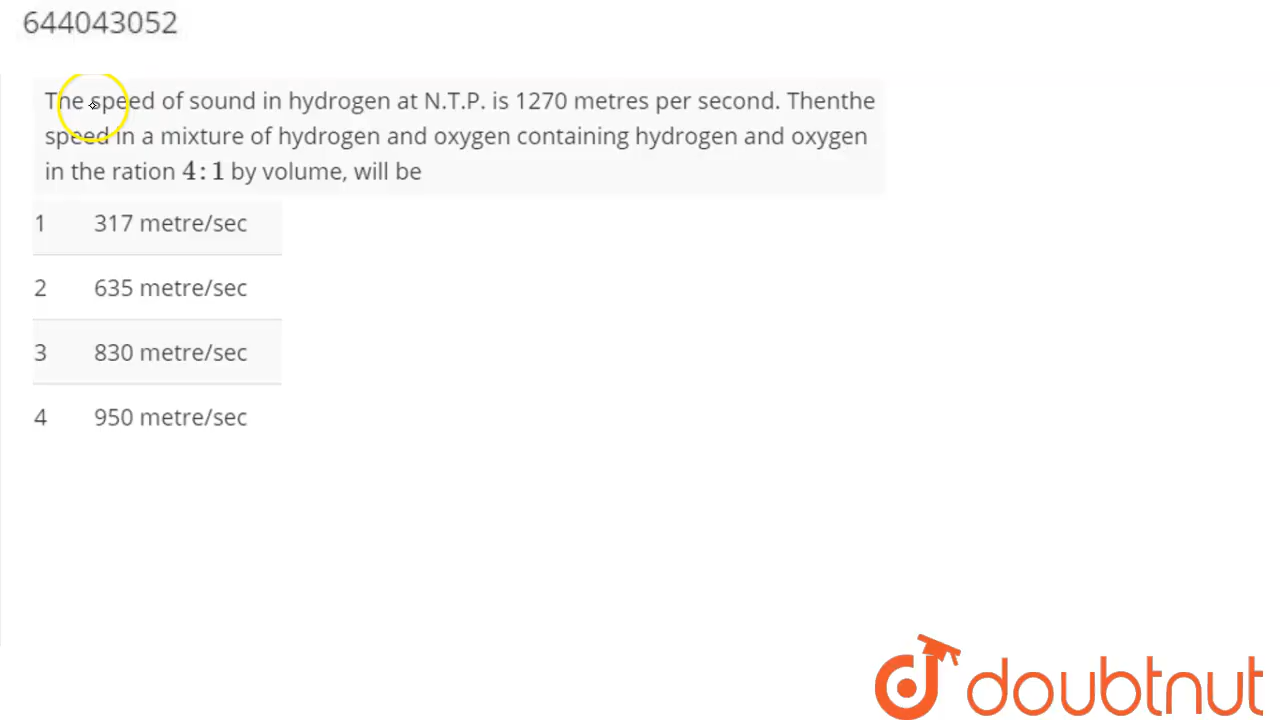 644043052
The speed of sound in hydrogen at N.T.P. is 1270 metres per second. Thenthe
speed in a mixture of hydrogen and oxygen containing hydrogen and oxygen
in the ration 4 : 1 by volume, will be
1 317 metre/sec
2 635 metre/sec
3 830 metre/sec
4 950 metre/sec
doubtnut